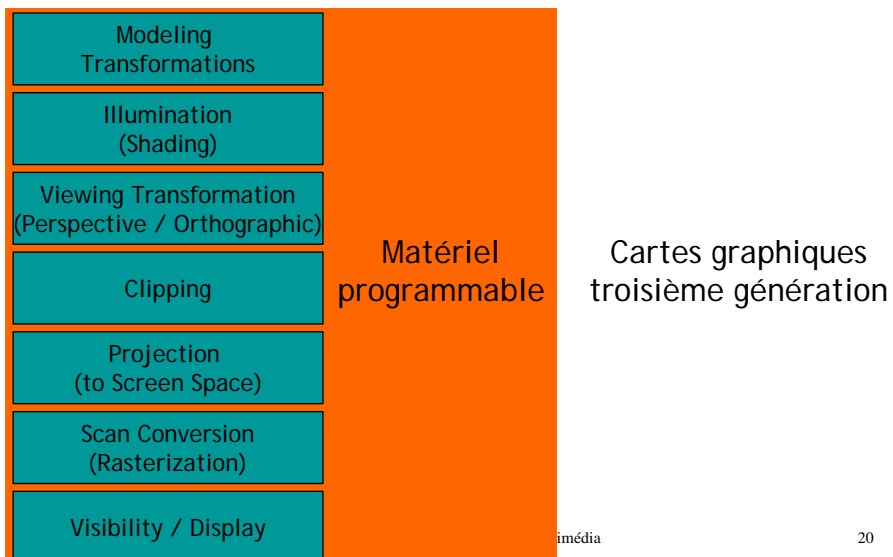 Modeling
Transformations
Illumination
(Shading)
Viewing Transformation
(Perspective / Orthographic)
Clipping
Projection
(to Screen Space)
Scan Conversion
(Rasterization)
Visibility / Display
Matériel
programmable
Cartes graphiques
troisième génération
imédia
20